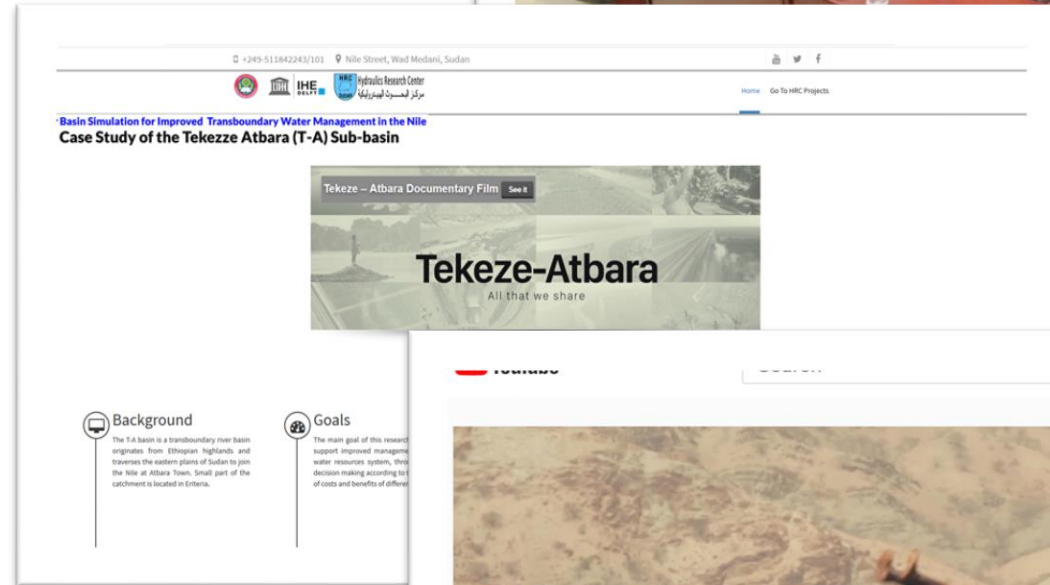 +249-511842243/101 Nile Street, Wad Medani, Sudan
IHE DELFT
HRC Hydraulics Research Center
مركز البحوث الهيدروليكية
Home Go To HRC Projects
Basin Simulation for Improved Transboundary Water Management in the Nile
Case Study of the Tekezze Atbara (T-A) Sub-basin
Tekeze – Atbara Documentary Film See it
Tekeze-Atbara
All that we share
Background
The T-A basin is a transboundary river basin
originates from Ethiopian highlands and
traverses the eastern plains of Sudan to join
the Nile at Atbara Town. Small part of the
catchment is located in Eriteria.
Goals
The main goal of this research
support improved manageme
water resources system, thro
decision making according to t
of costs and benefits of differen